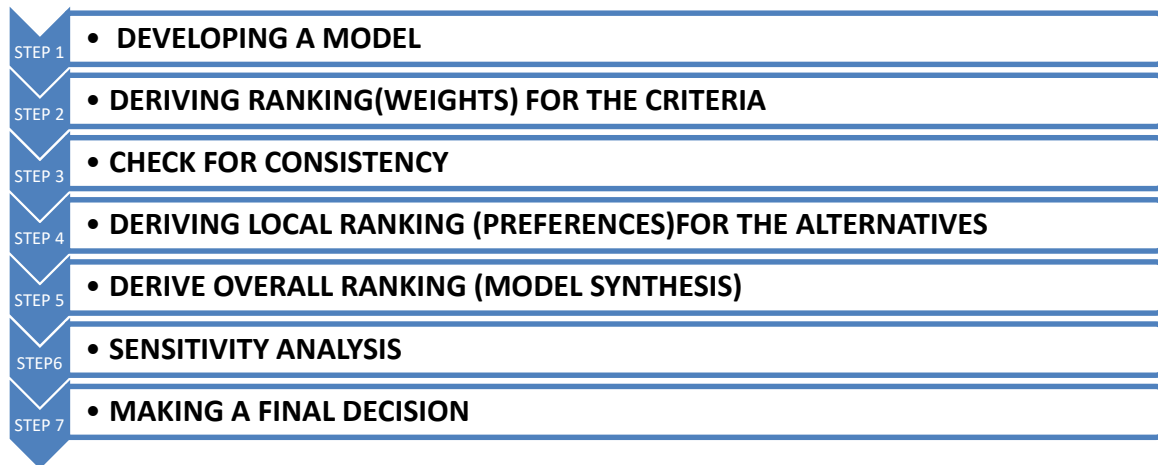 STEP 1
• DEVELOPING A MODEL
STEP 2
• DERIVING RANKING(WEIGHTS) FOR THE CRITERIA
STEP 3
• CHECK FOR CONSISTENCY
STEP 4
• DERIVING LOCAL RANKING (PREFERENCES)FOR THE ALTERNATIVES
STEP 5
• DERIVE OVERALL RANKING (MODEL SYNTHESIS)
STEP6
• SENSITIVITY ANALYSIS
STEP 7
• MAKING A FINAL DECISION